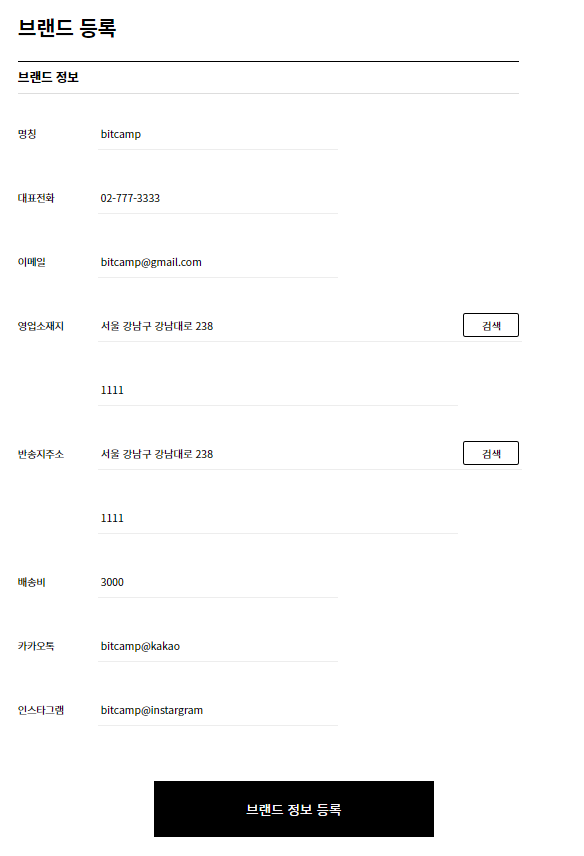 브랜드 등록
브랜드 정보
명칭 bitcamp
대표전화 02-777-3333
이메일 bitcamp@gmail.com
영업소재지 서울 강남구 강남대로 238 검색
1111
반송지주소 서울 강남구 강남대로 238 검색
1111
배송비 3000
카카오톡 bitcamp@kakao
인스타그램 bitcamp@instargram
브랜드 정보 등록